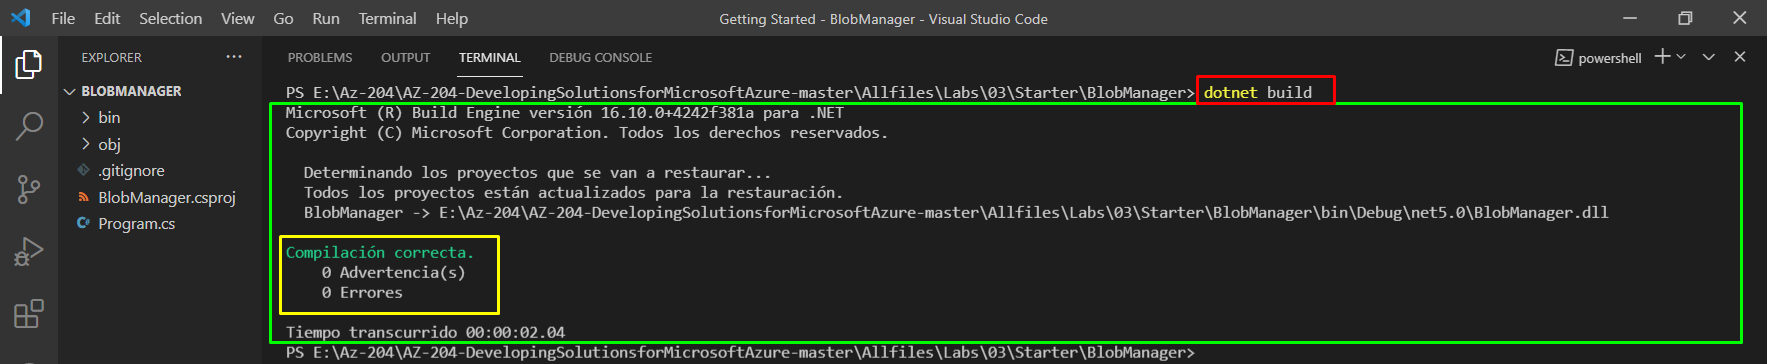 File Edit Selection View Go Run Terminal Help
Getting Started - BlobManager - Visual Studio Code
EXPLORER
PROBLEMS OUTPUT TERMINAL DEBUG CONSOLE
powershell
BLOBMANAGER
bin
obj
.gitignore
BlobManager.csproj
Program.cs
PS E:\Az-204\AZ-204-DevelopingSolutionsforMicrosoftAzure-master\Allfiles\Labs\03\Starter\BlobManager> dotnet build
Microsoft (R) Build Engine versión 16.10.0+4242f381a para .NET
Copyright (C) Microsoft Corporation. Todos los derechos reservados.
Determinando los proyectos que se van a restaurar...
Todos los proyectos están actualizados para la restauración.
BlobManager -> E:\Az-204\AZ-204-DevelopingSolutionsforMicrosoftAzure-master\Allfiles\Labs\03\Starter\BlobManager\bin\Debug\net5.0\BlobManager.dll
Compilación correcta.
0 Advertencia(s)
0 Errores
Tiempo transcurrido 00:00:02.04
PS E:\Az-204\AZ-204-DevelopingSolutionsforMicrosoftAzure-master\Allfiles\Labs\03\Starter\BlobManager>